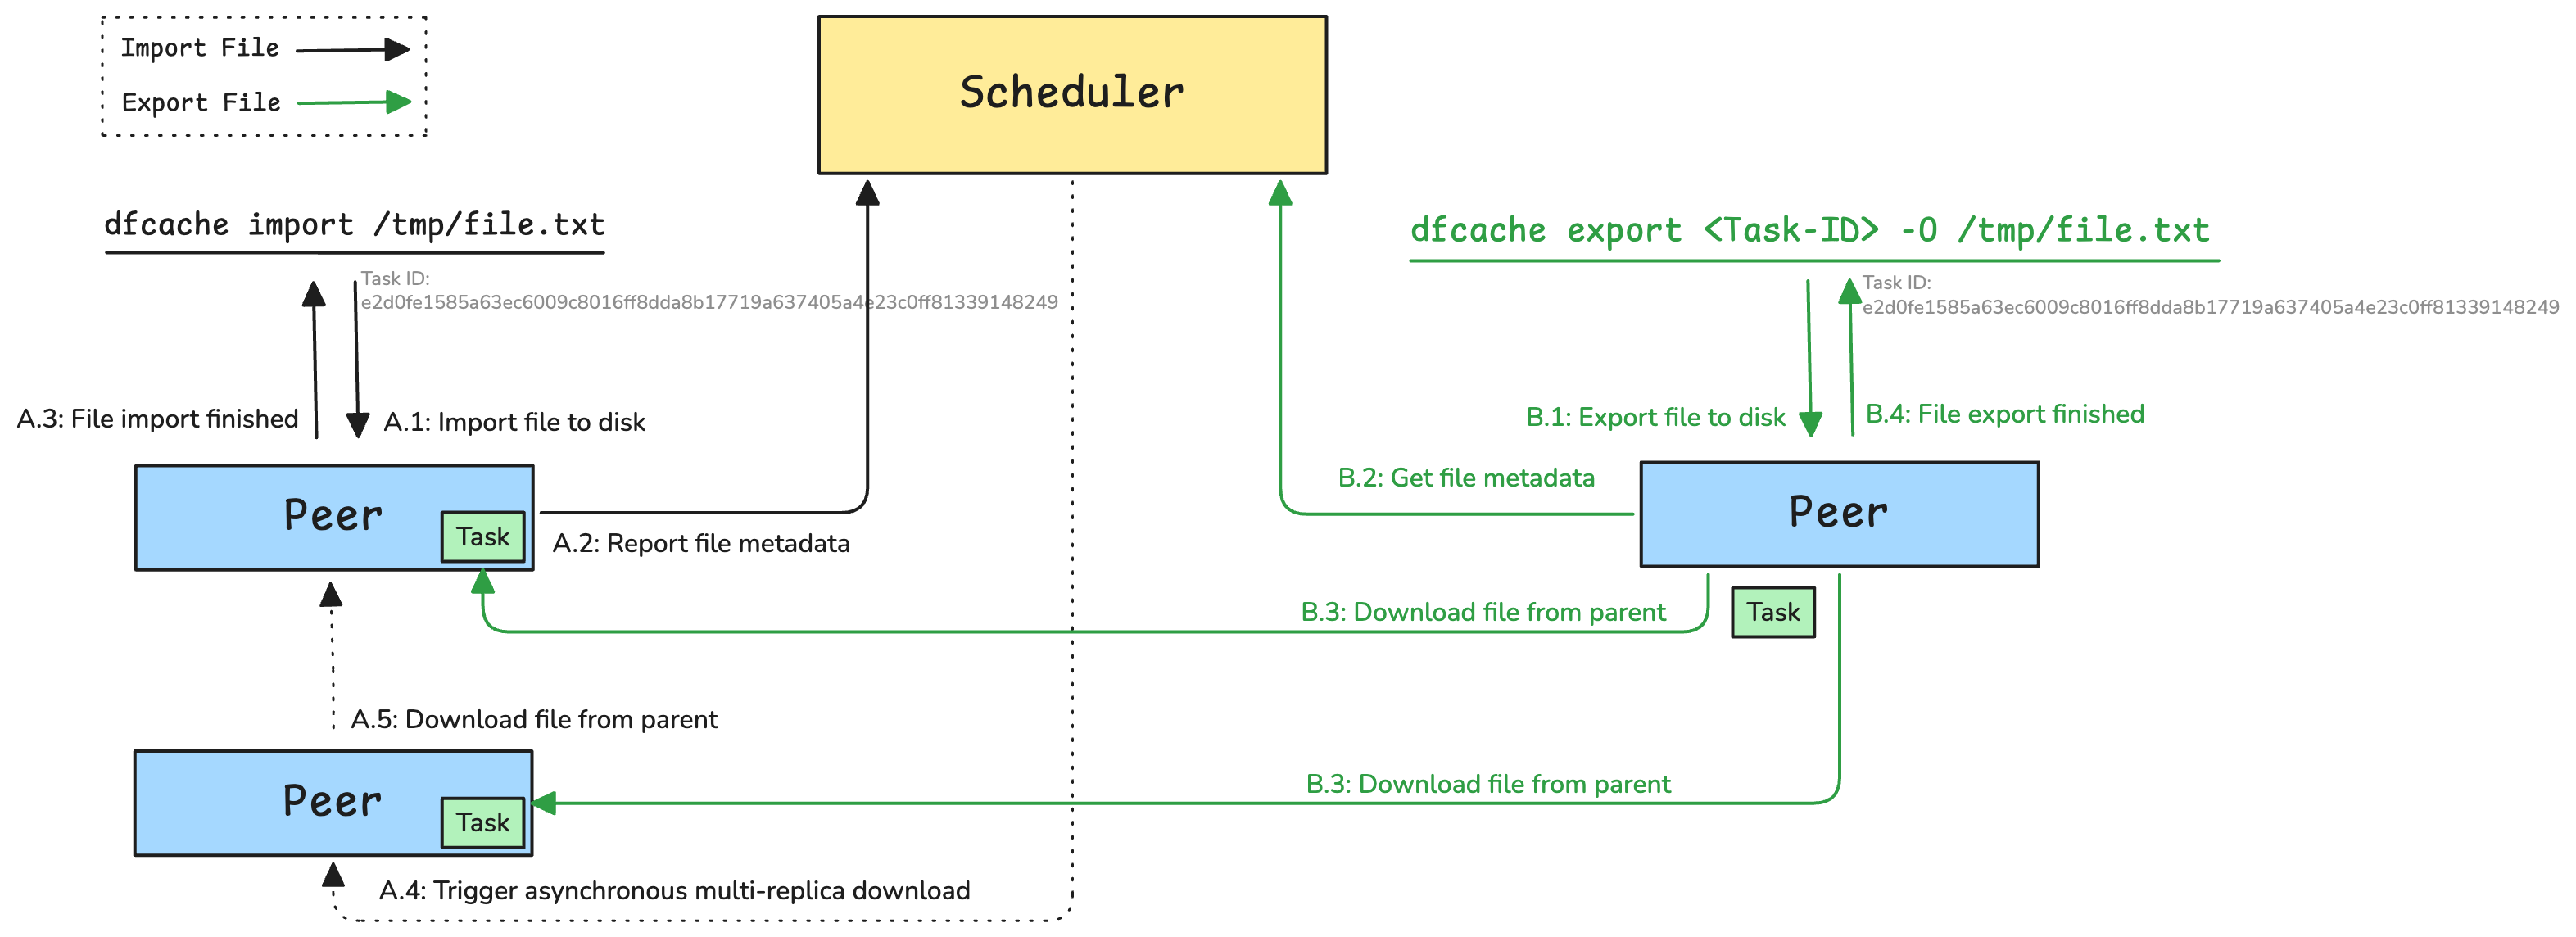 Import File
Export File
Scheduler
dfcache import /tmp/file.txt
Task ID:
e2d0fe1585a63ec6009c8016ff8dda8b17719a637405a4e23c0ff81339148249
dfcache export <Task-ID> -O /tmp/file.txt
Task ID:
e2d0fe1585a63ec6009c8016ff8dda8b17719a637405a4e23c0ff81339148249
A.3: File import finished
A.1: Import file to disk
B.1: Export file to disk
B.4: File export finished
B.2: Get file metadata
Peer
Task
A.2: Report file metadata
Peer
B.3: Download file from parent
Task
A.5: Download file from parent
B.3: Download file from parent
Peer
Task
A.4: Trigger asynchronous multi-replica download